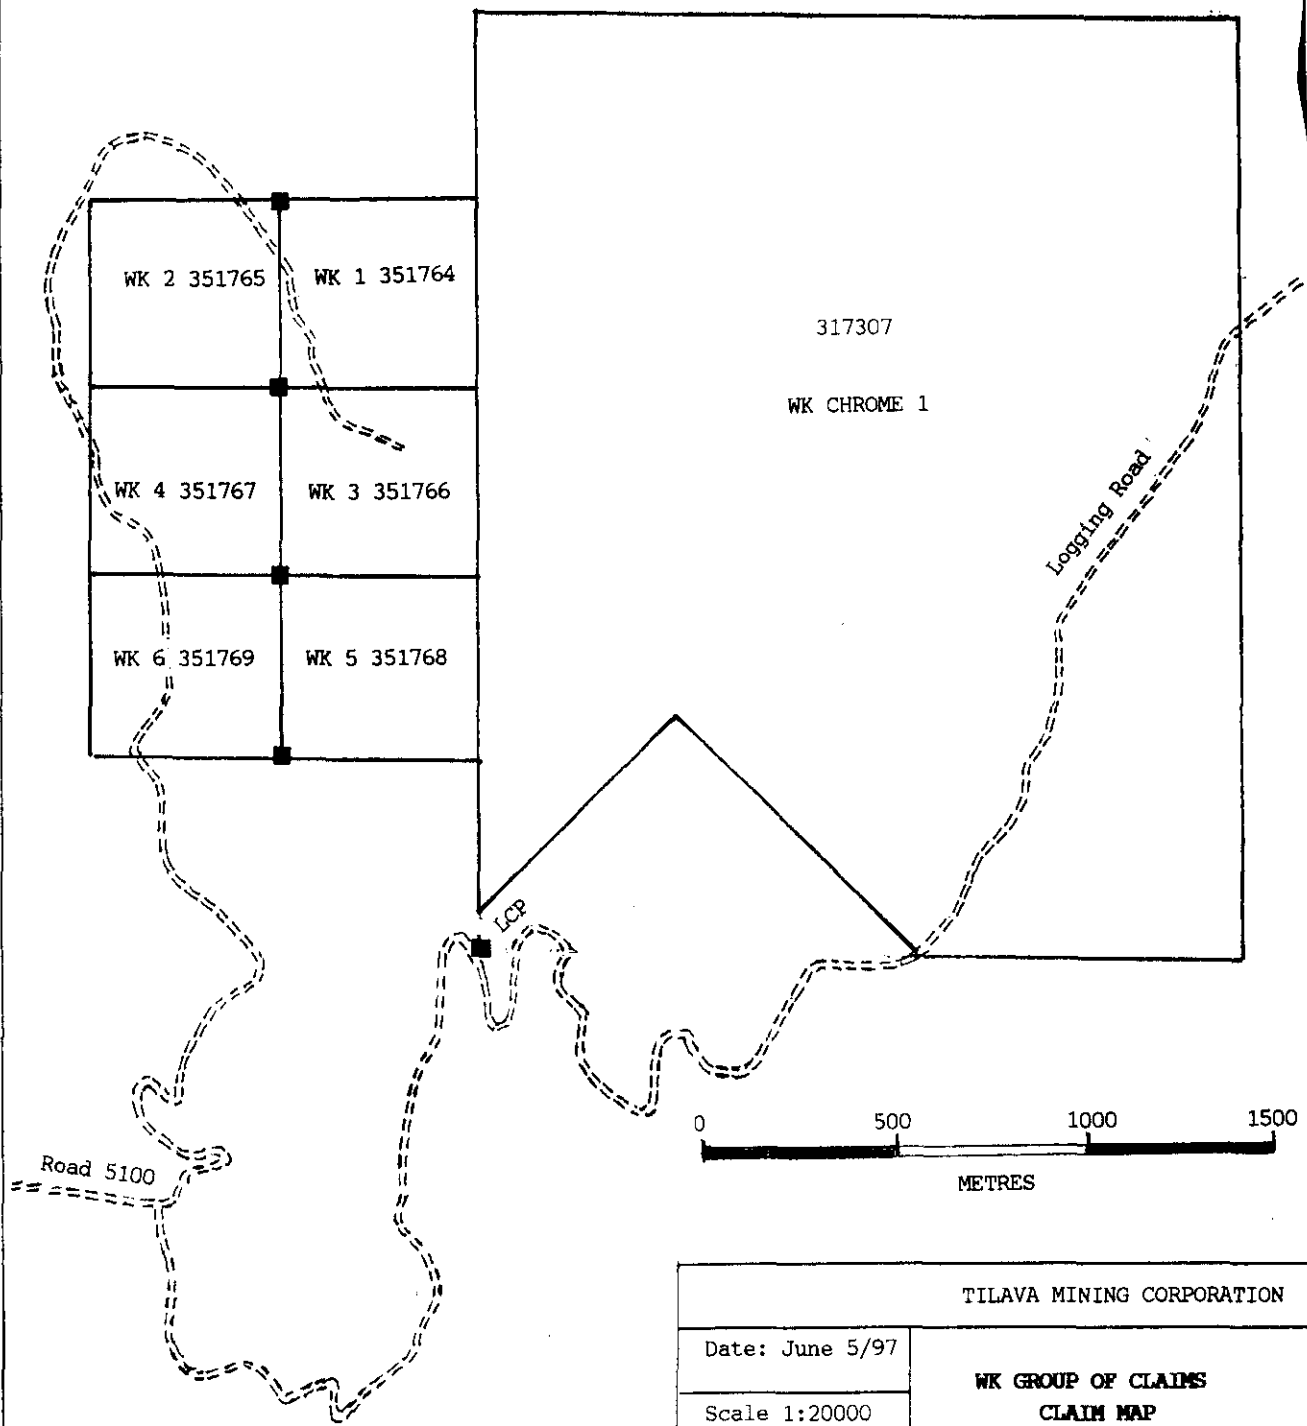 WK 2 351765
WK 1 351764
317307
WK CHROME 1
Logging Road
WK 4 351767
WK 3 351766
WK 6 351769
WK 5 351768
LCP
0 500 1000 1500
METRES
Road 5100
TILAVA MINING CORPORATION
Date: June 5/97
WK GROUP OF CLAIMS
CLAIM MAP
Scale 1:20000